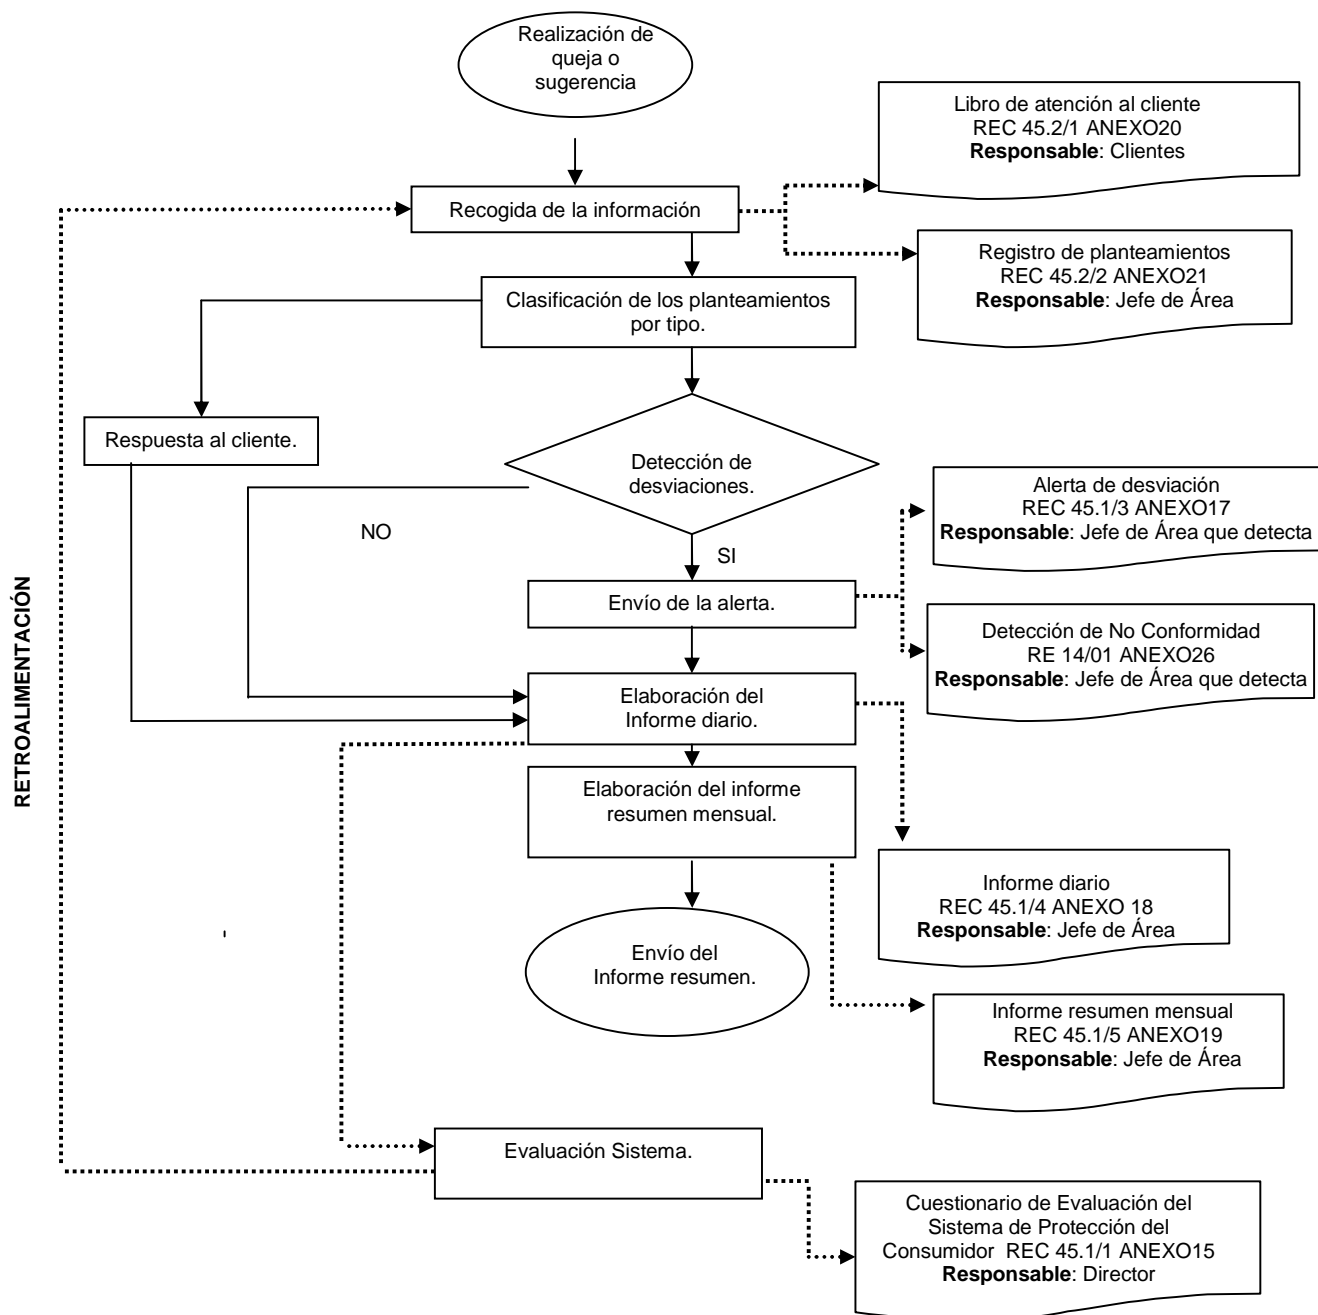 Realización de
queja o
sugerencia
Libro de atención al cliente
REC 45.2/1 ANEXO20
Responsable: Clientes
Recogida de la información
Registro de planteamientos
REC 45.2/2 ANEXO21
Responsable: Jefe de Área
Clasificación de los planteamientos
por tipo.
Respuesta al cliente.
Detección de
desviaciones.
Alerta de desviación
REC 45.1/3 ANEXO17
Responsable: Jefe de Área que detecta
NO
SI
Envío de la alerta.
Detección de No Conformidad
RE 14/01 ANEXO26
Responsable: Jefe de Área que detecta
RETROALIMENTACIÓN
Elaboración del
Informe diario.
Elaboración del informe
resumen mensual.
Informe diario
REC 45.1/4 ANEXO 18
Responsable: Jefe de Área
Envío del
Informe resumen.
Informe resumen mensual
REC 45.1/5 ANEXO19
Responsable: Jefe de Área
Evaluación Sistema.
Cuestionario de Evaluación del
Sistema de Protección del
Consumidor REC 45.1/1 ANEXO15
Responsable: Director